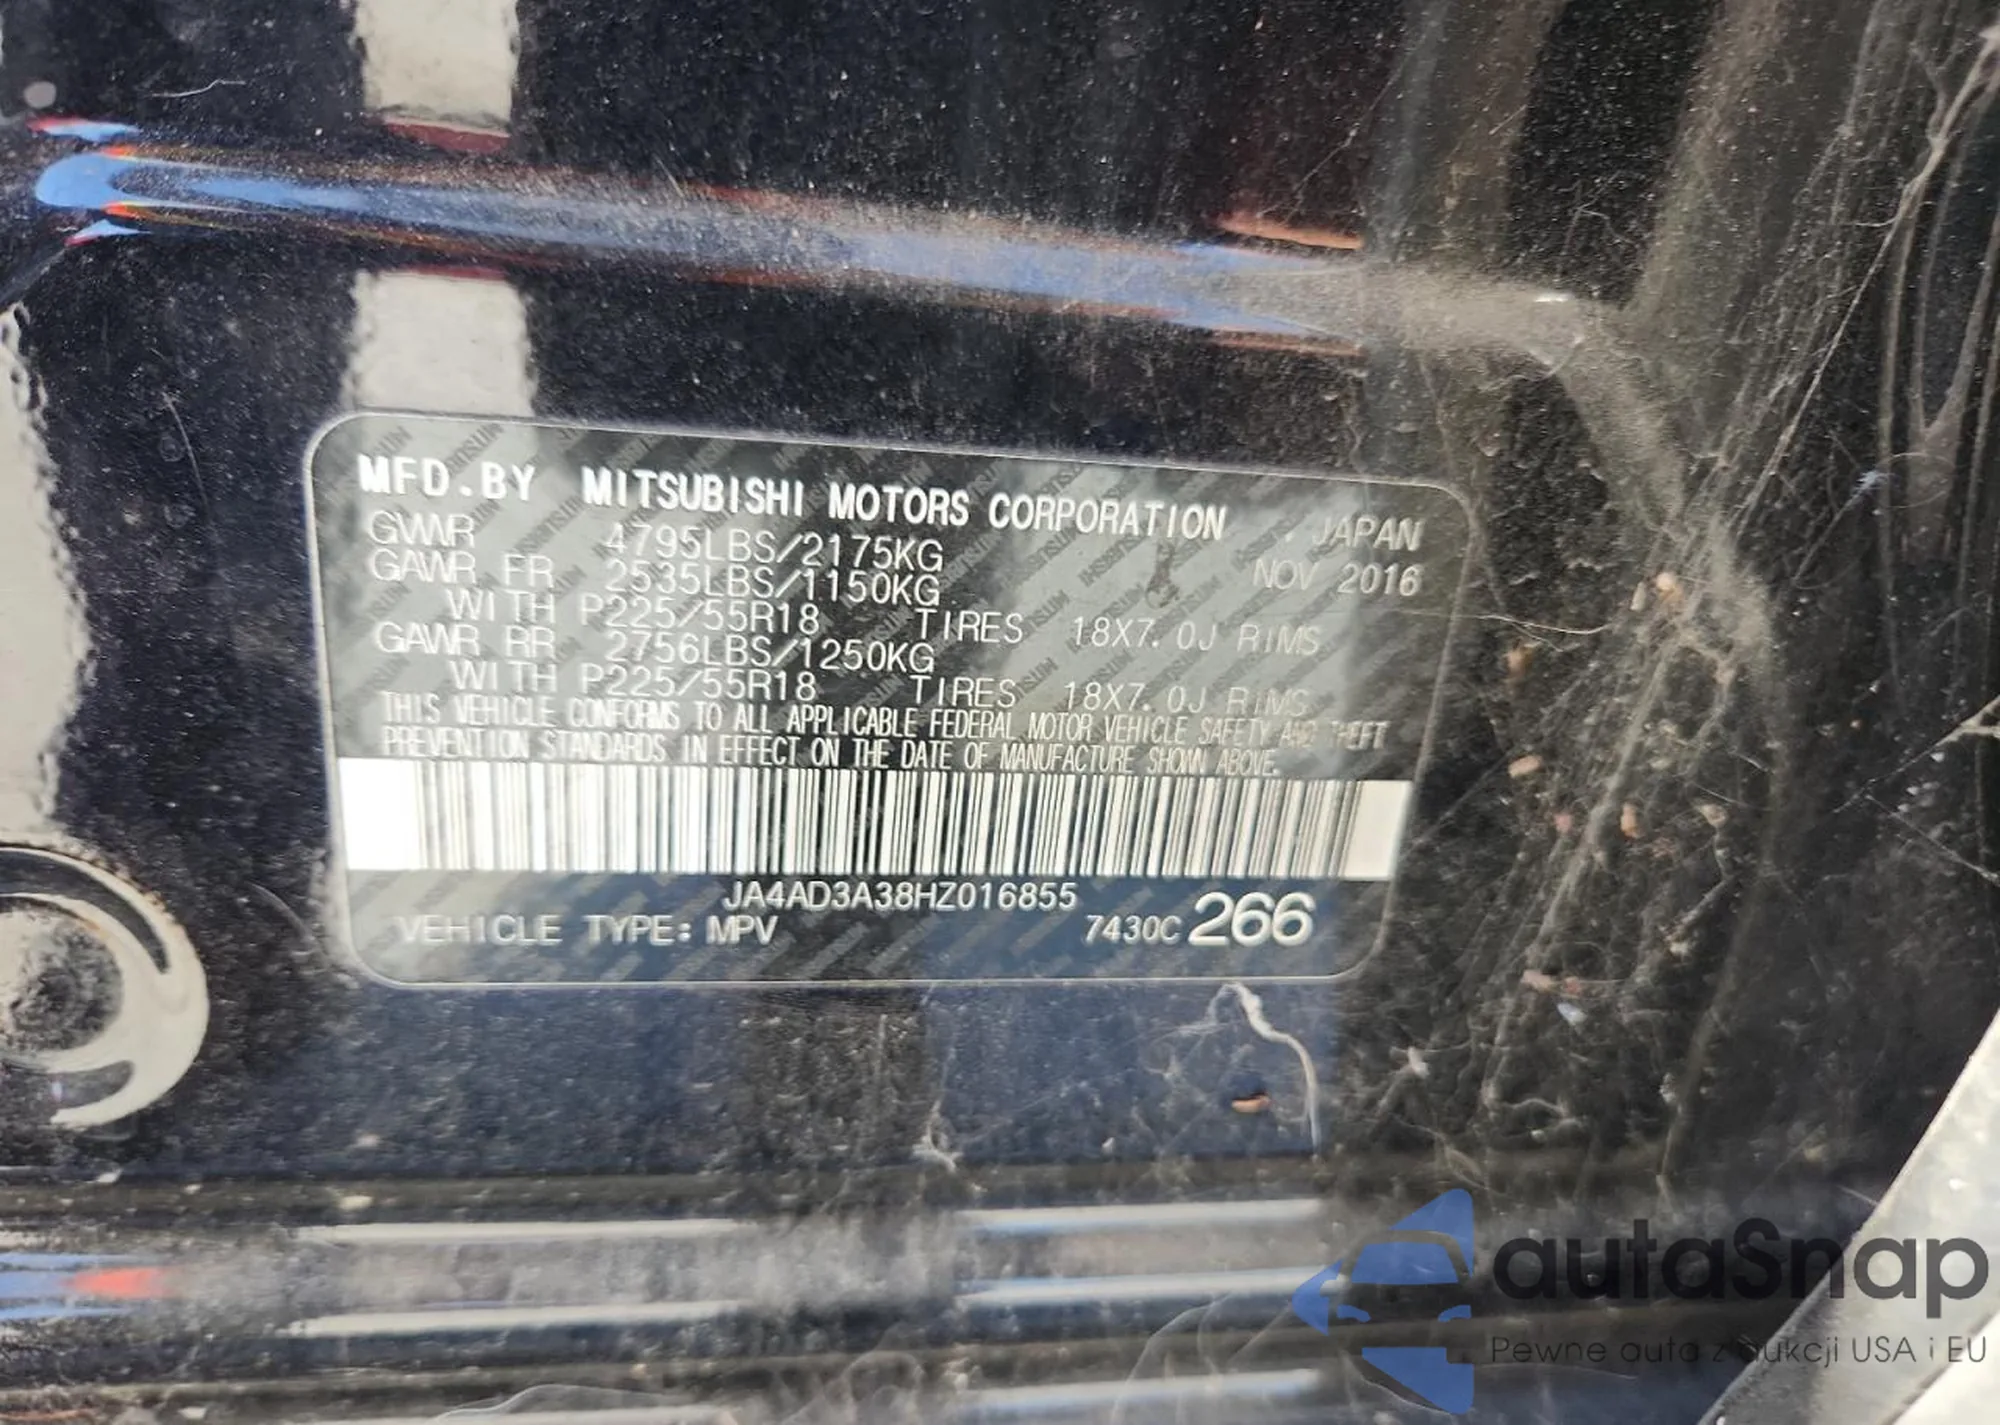 MFD.BY MITSUBISHI MOTORS CORPORATION . JAPAN
GVWR 4795LBS/2175KG NOV 2016
GAWR FR 2535LBS/1150KG
WITH P225/55R18 TIRES 18X7.0J RIMS
GAWR RR 2756LBS/1250KG
WITH P225/55R18 TIRES 18X7.0J RIMS
THIS VEHICLE CONFORMS TO ALL APPLICABLE FEDERAL MOTOR VEHICLE SAFETY AND THEFT
PREVENTION STANDARDS IN EFFECT ON THE DATE OF MANUFACTURE SHOWN ABOVE.
JA4AD3A38HZ016855
VEHICLE TYPE: MPV 7430C 266
autaSnap
Pewne auta z aukcji USA i EU